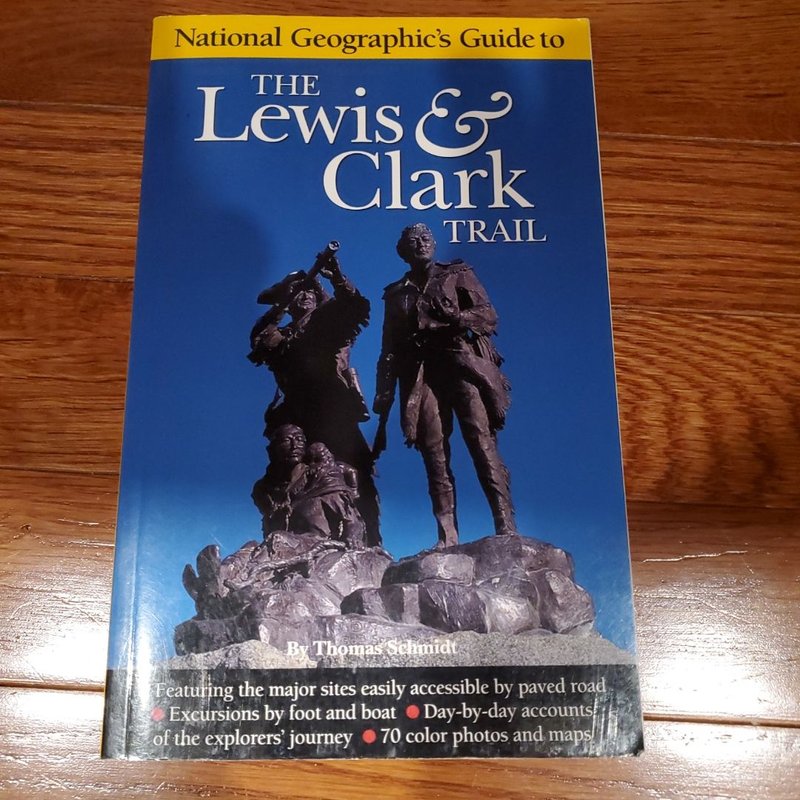 National Geographic's Guide to
THE
Lewis &
Clark
TRAIL
By Thomas Schmidt
Featuring the major sites easily accessible by paved road
• Excursions by foot and boat • Day-by-day accounts
of the explorers' journey • 70 color photos and maps